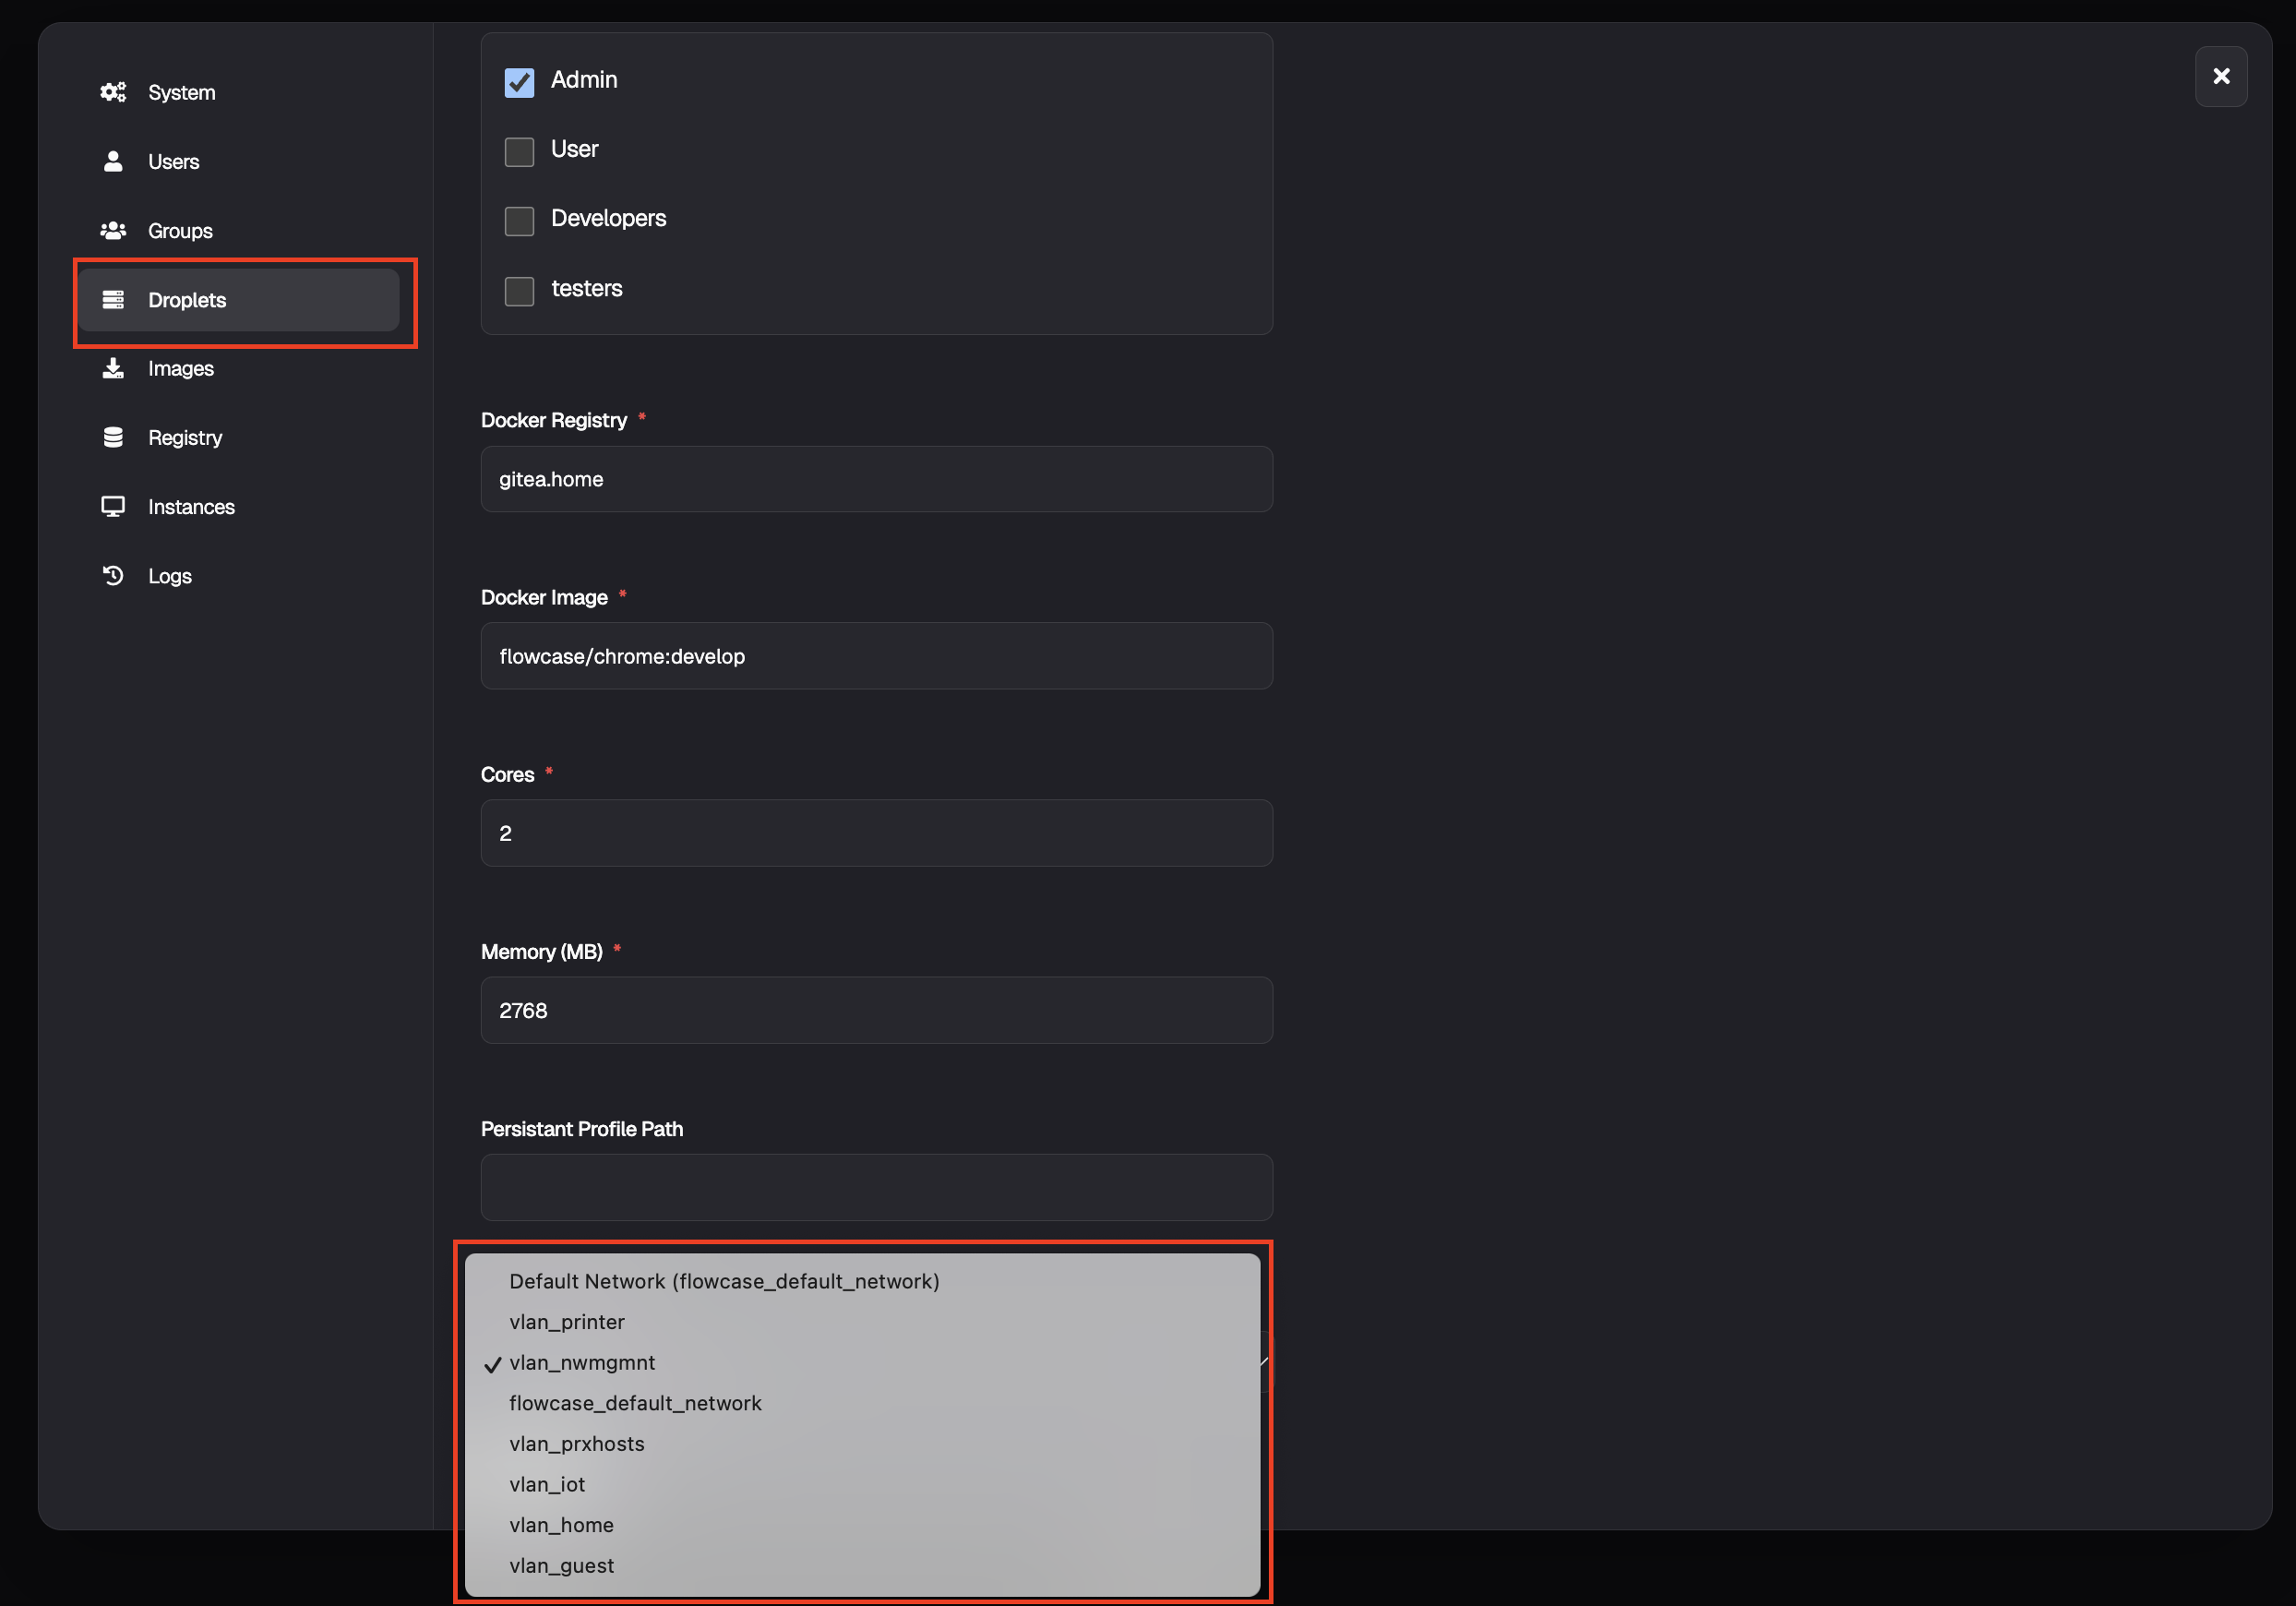 System
Users
Groups
Droplets
Images
Registry
Instances
Logs
Admin
User
Developers
testers
Docker Registry *
gitea.home
Docker Image *
flowcase/chrome:develop
Cores *
2
Memory (MB) *
2768
Persistant Profile Path
Default Network (flowcase_default_network)
vlan_printer
vlan_nwmgmnt
flowcase_default_network
vlan_prxhosts
vlan_iot
vlan_home
vlan_guest